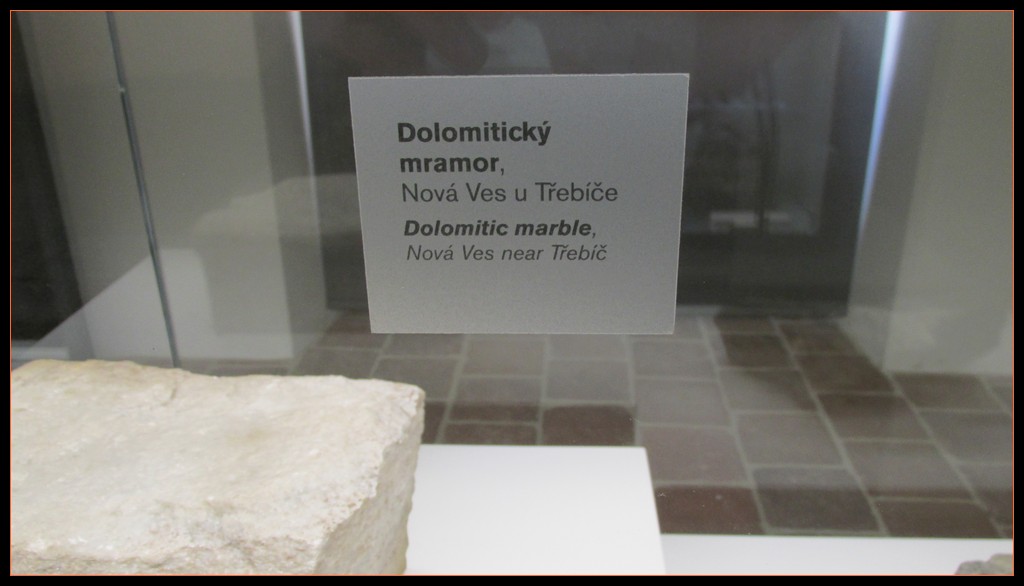 Dolomitický
mramor,
Nová Ves u Třebíče
Dolomitic marble,
Nová Ves near Třebíč